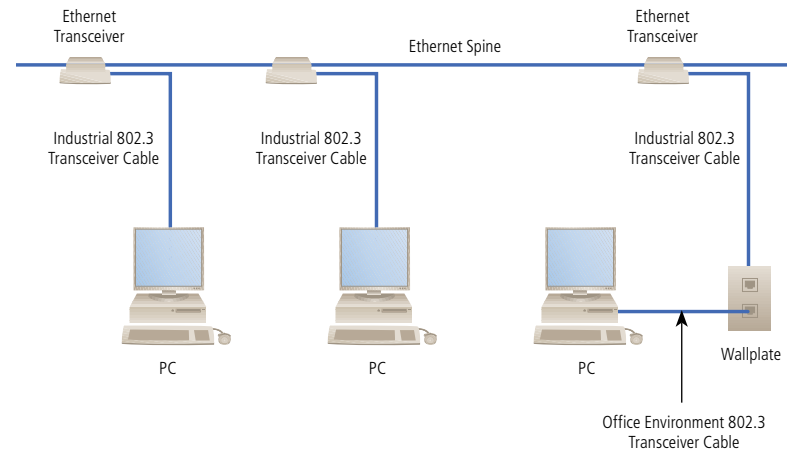 Ethernet
Transceiver
Ethernet Spine
Ethernet
Transceiver
Industrial 802.3
Transceiver Cable
Industrial 802.3
Transceiver Cable
Industrial 802.3
Transceiver Cable
PC
PC
PC
Wallplate
Office Environment 802.3
Transceiver Cable